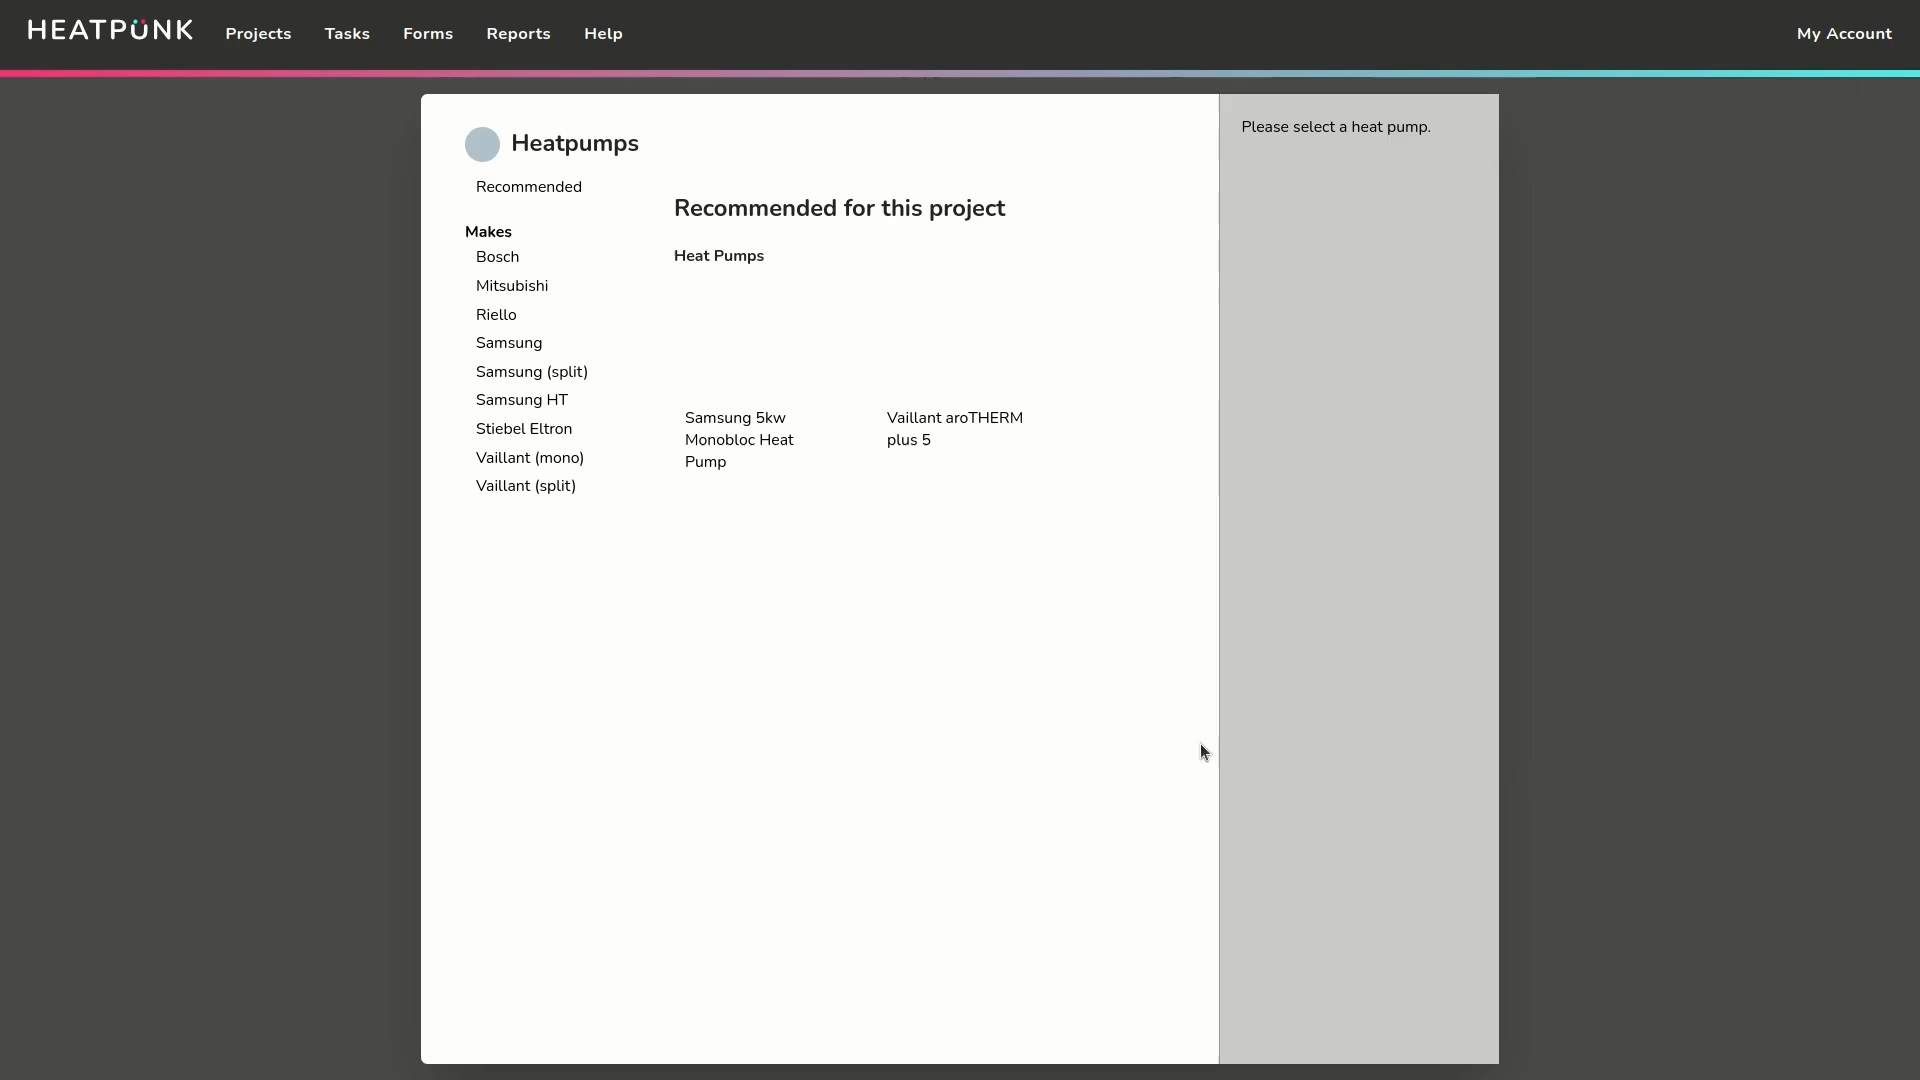 HEATPÜNK
Projects
Tasks
Forms
Reports
Help
My Account
Heatpumps
Recommended
Makes
Bosch
Mitsubishi
Riello
Samsung
Samsung (split)
Samsung HT
Stiebel Eltron
Vaillant (mono)
Vaillant (split)
Recommended for this project
Heat Pumps
Samsung 5kw
Monobloc Heat
Pump
Vaillant aroTHERM
plus 5
Please select a heat pump.